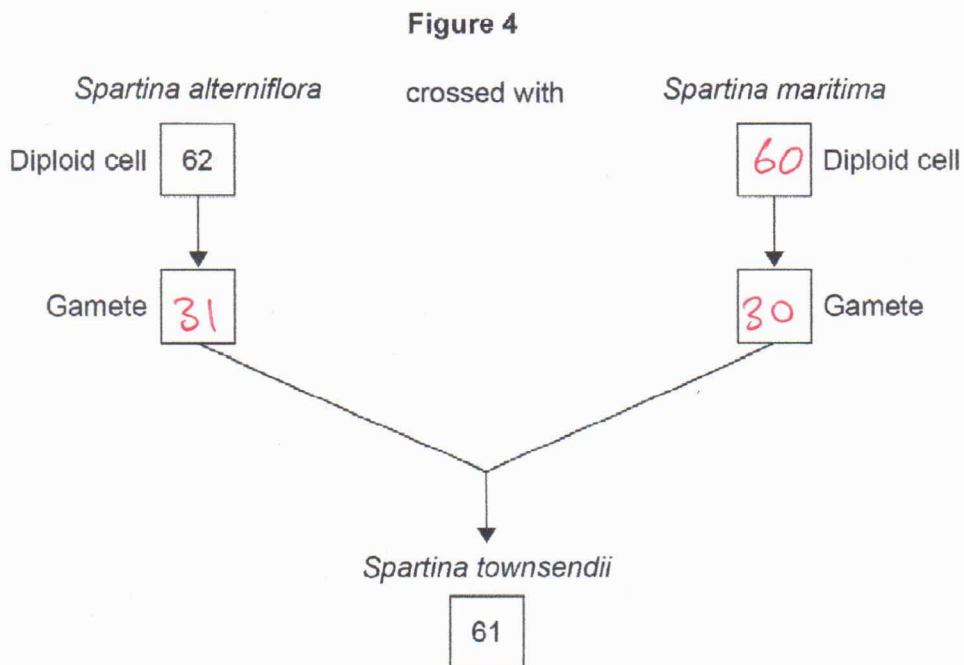 Figure 4
Spartina alterniflora crossed with Spartina maritima
Diploid cell 62 60 Diploid cell
Gamete 31 30 Gamete
Spartina townsendii
61